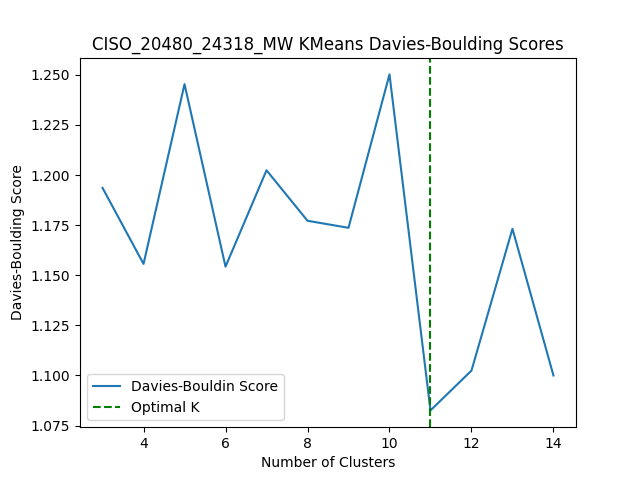 CISO_20480_24318_MW KMeans Davies-Boulding Scores
1.250
1.225
1.200
1.175
1.150
1.125
1.100
1.075
Davies-Boulding Score
Davies-Bouldin Score
Optimal K
4
6
8
10
12
14
Number of Clusters